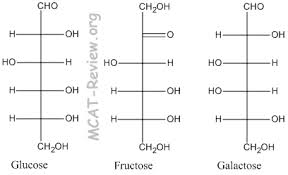 CHO CH₂OH CHO
H OH O H OH
HO H HO H HO H
H OH H OH HO H
H OH H OH H OH
CH₂OH CH₂OH CH₂OH
Glucose Fructose Galactose
MCAT-Review.org